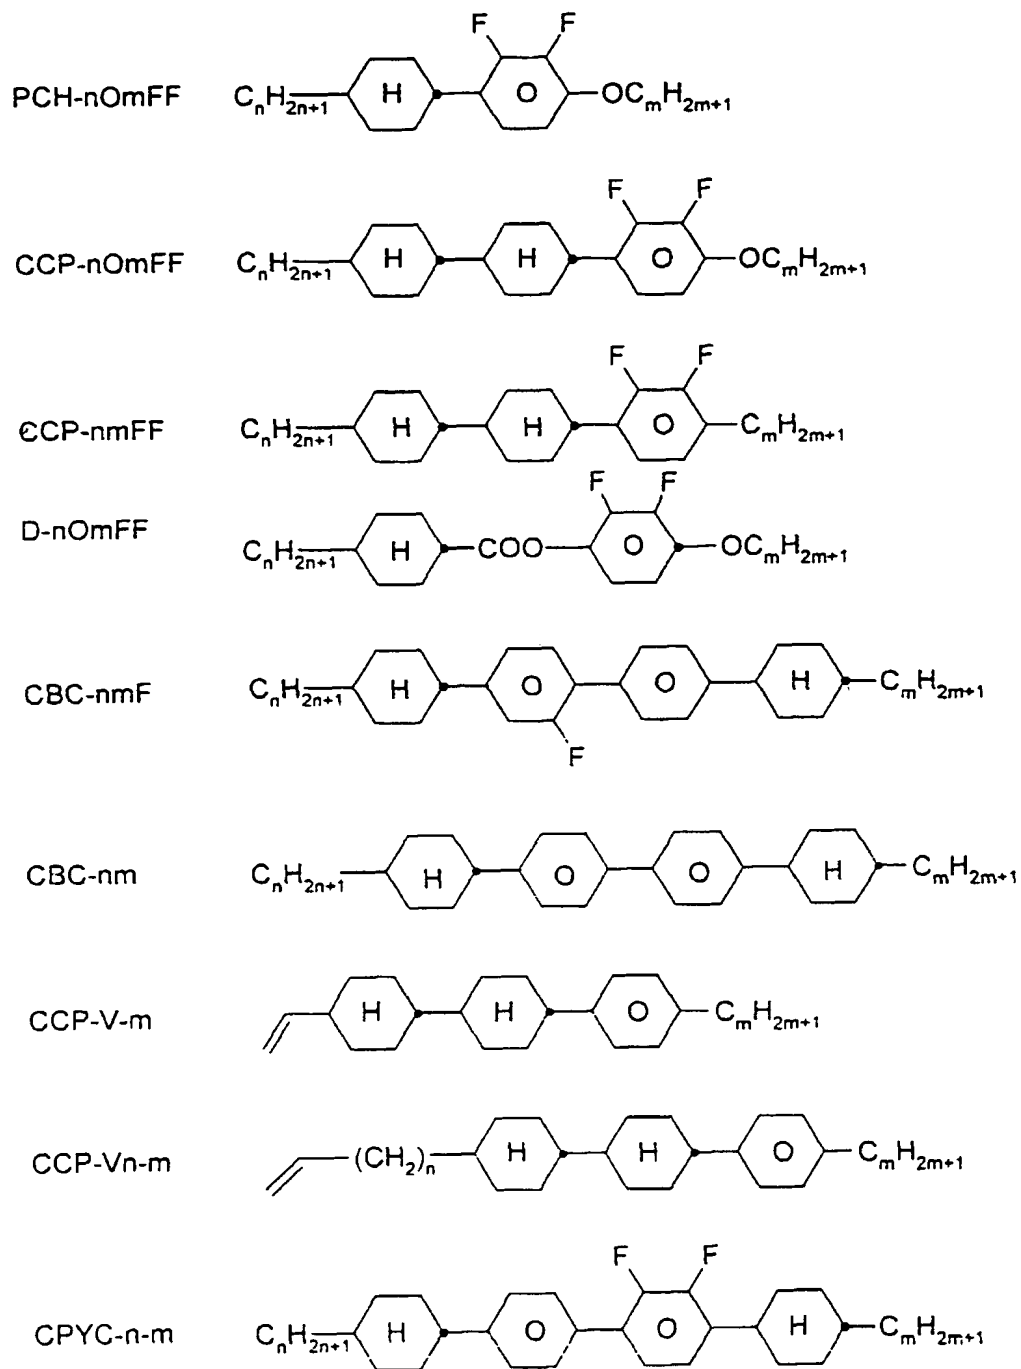 F F
PCH-nOmFF CnH2n+1 H O OCmH2m+1
F F
CCP-nOmFF CnH2n+1 H H O OCmH2m+1
F F
CCP-nmFF CnH2n+1 H H O CmH2m+1
F F
D-nOmFF CnH2n+1 H COO O OCmH2m+1
CBC-nmF CnH2n+1 H O O H CmH2m+1
F
CBC-nm CnH2n+1 H O O H CmH2m+1
CCP-V-m H H O CmH2m+1
CCP-Vn-m (CH2)n H H O CmH2m+1
F F
CPYC-n-m CnH2n+1 H O O H CmH2m+1